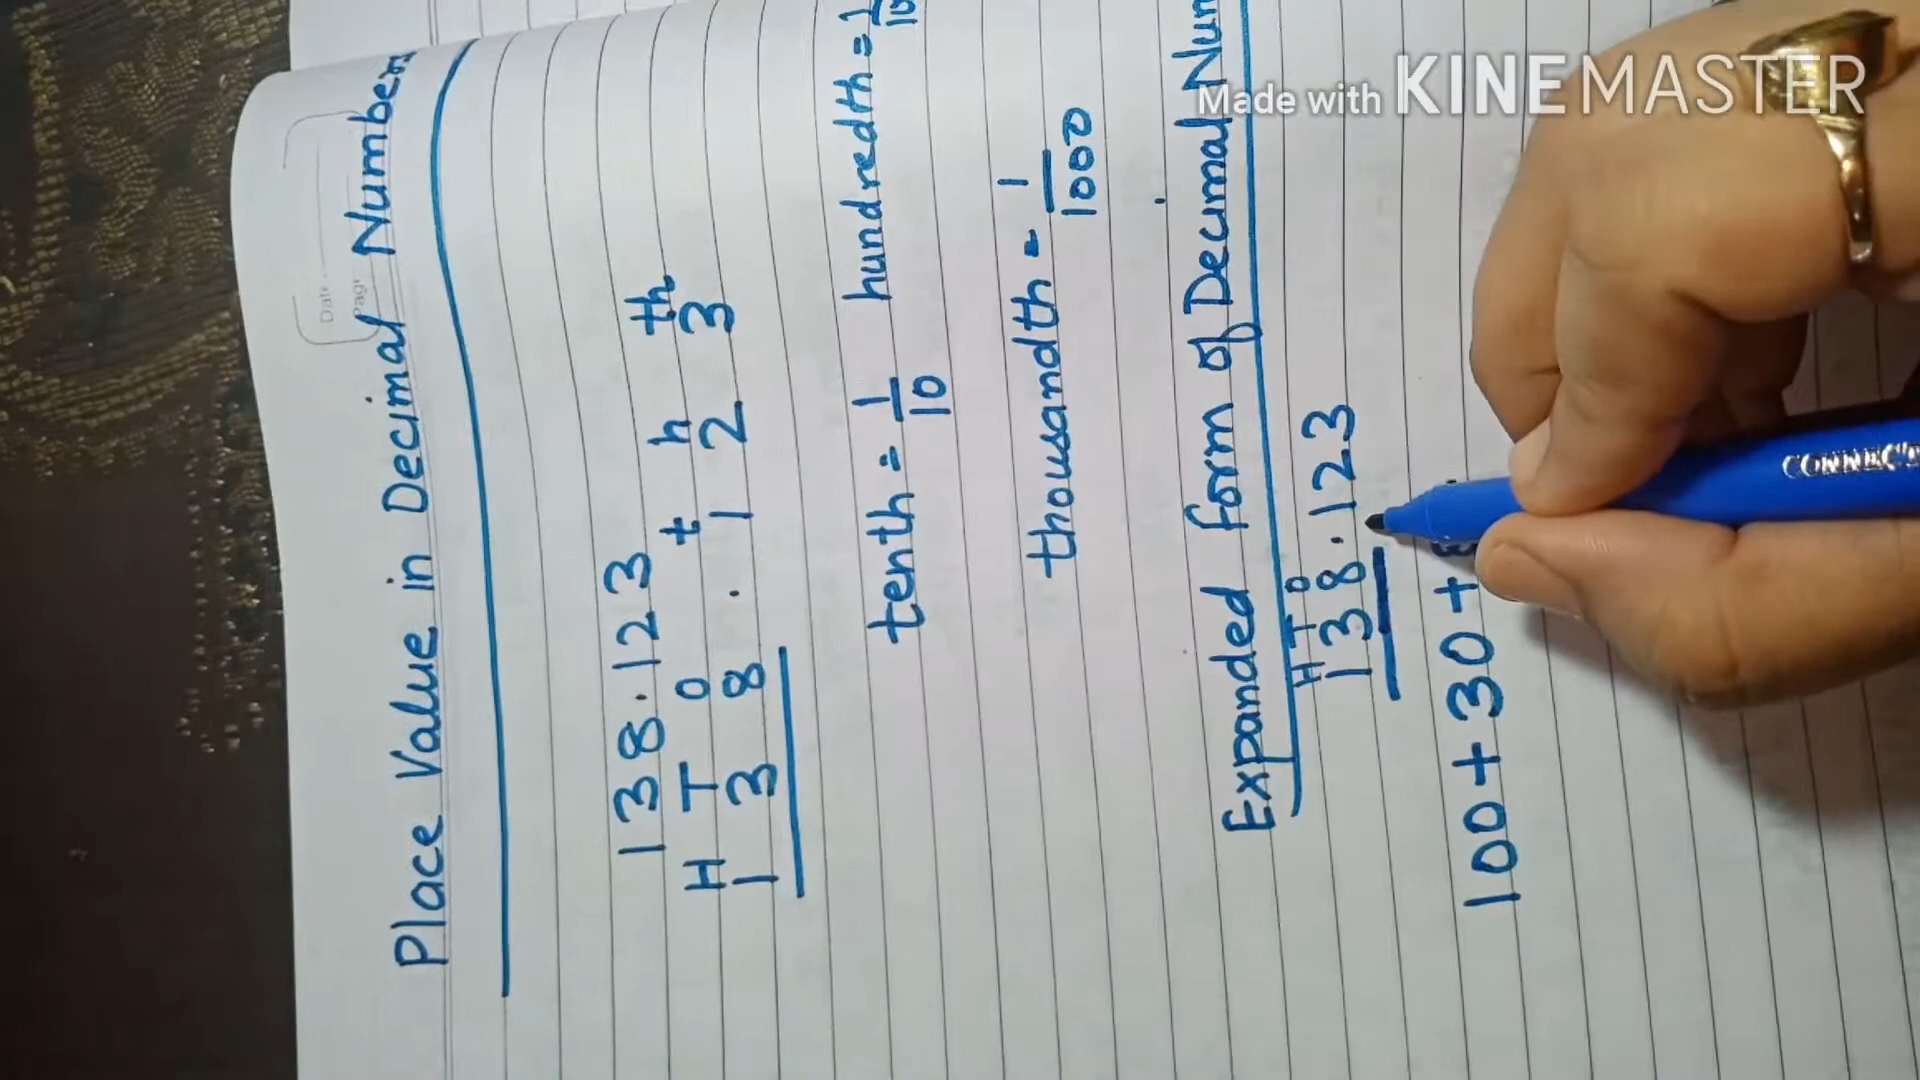 Made with KINEMASTER
Date
Page
Place Value in Decimal Numbers
138.123
H T O t h th
1 3 8 . 1 2 3
tenth = 1/10 hundredth = 1/10
thousandth = 1/1000
Expanded form of Decimal Num
H T O
138.123
100+30+
CONNECT